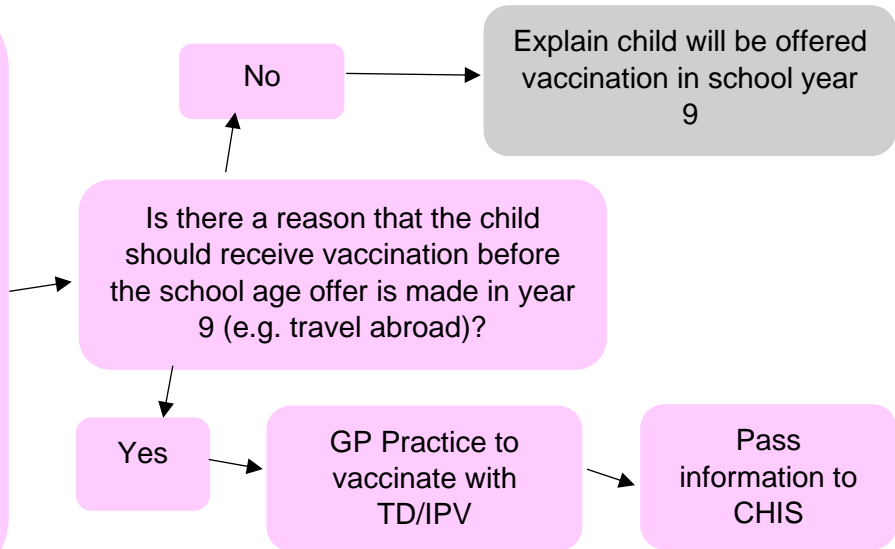 No
Explain child will be offered
vaccination in school year
9
Is there a reason that the child
should receive vaccination before
the school age offer is made in year
9 (e.g. travel abroad)?
Yes
GP Practice to
vaccinate with
TD/IPV
Pass
information to
CHIS